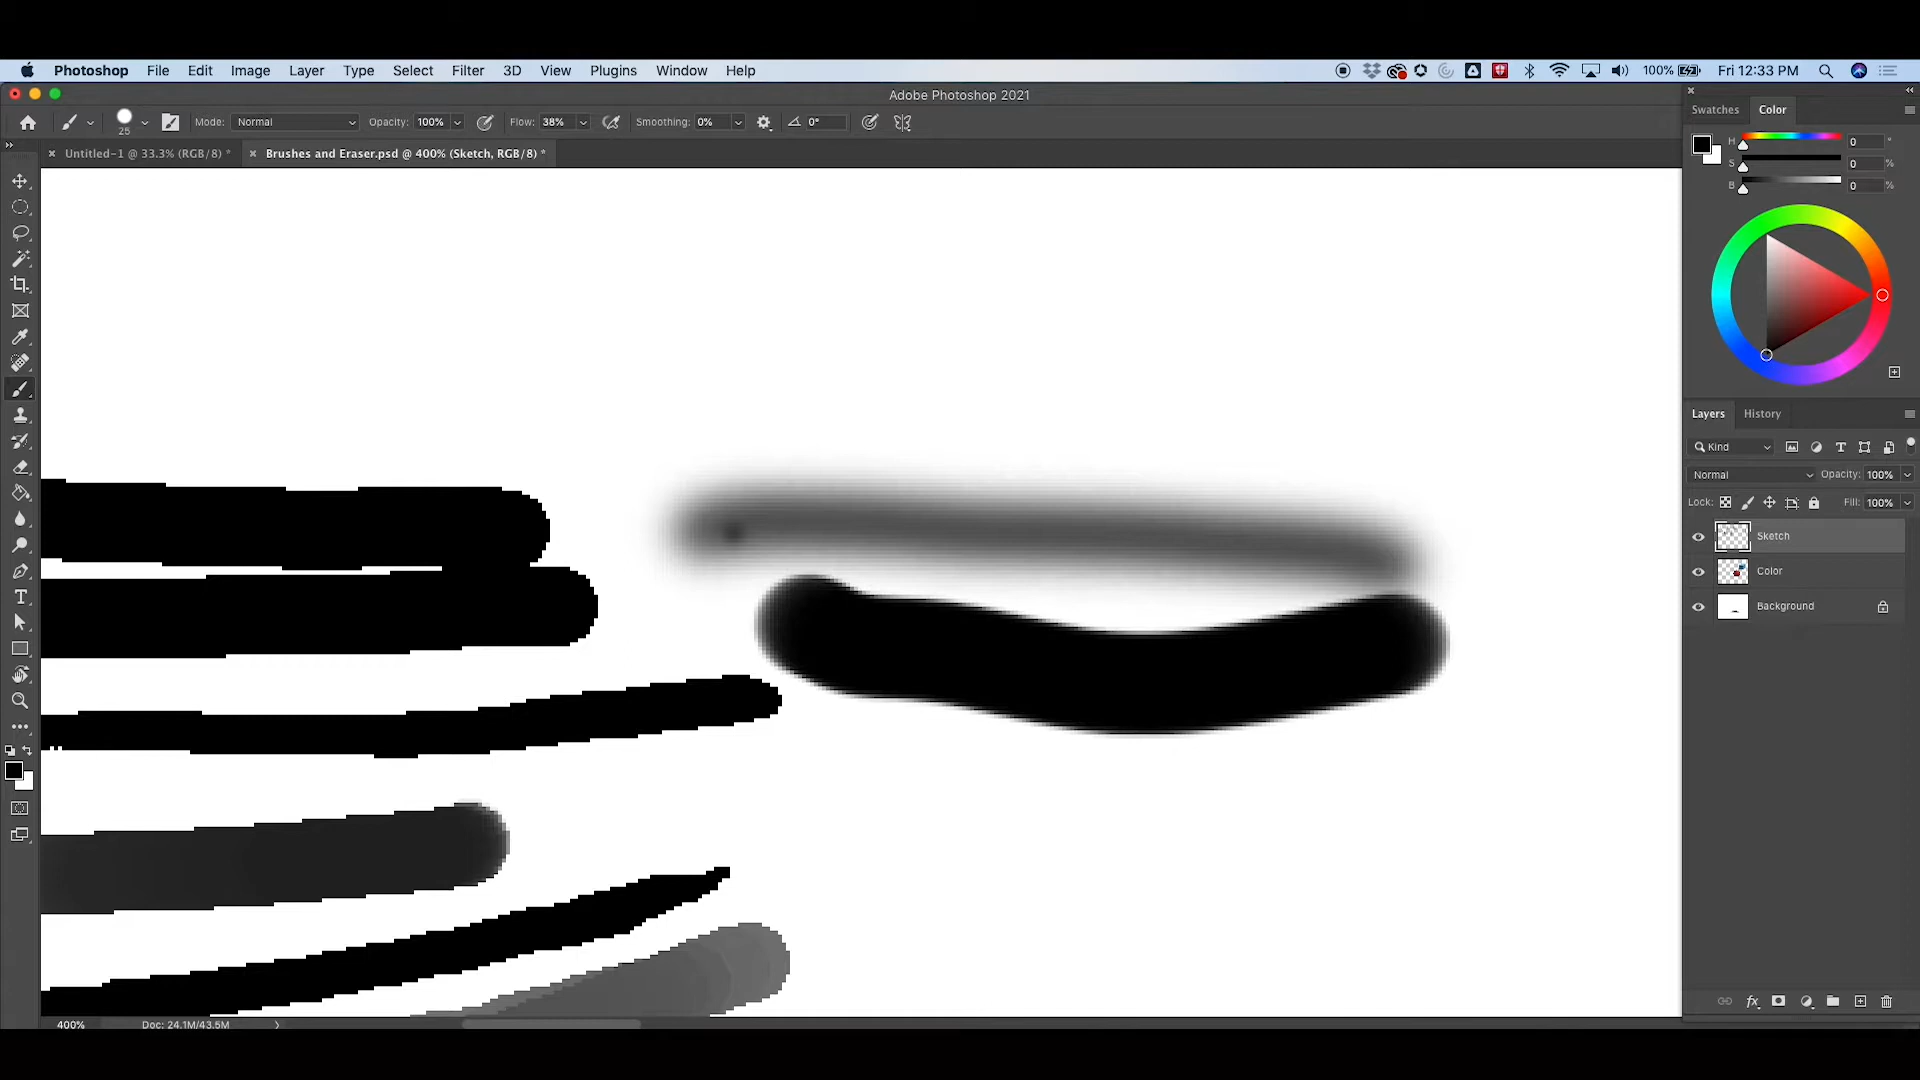 Photoshop File Edit Image Layer Type Select Filter 3D View Plugins Window Help 100% Fri 12:33 PM
Adobe Photoshop 2021
25 Mode: Normal Opacity: 100% Flow: 38% Smoothing: 0% 0°
Untitled-1 @ 33.3% (RGB/8) * Brushes and Eraser.psd @ 400% (Sketch, RGB/8) *
Swatches Color
H 0 °
S 0 %
B 0 %
Layers History
Kind
Normal Opacity: 100%
Lock: Fill: 100%
Sketch
Color
Background
400% Doc: 24.1M/43.5M